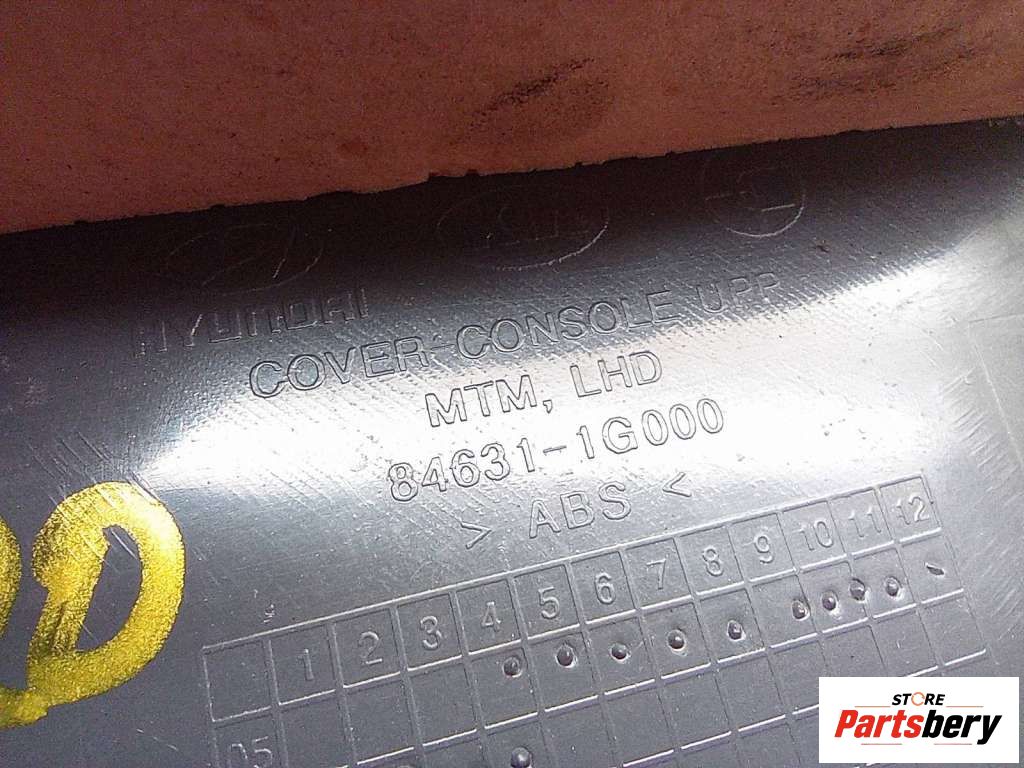 HYUNDAI
COVER-CONSOLE UPP
MTM, LHD
84631-1G000
> ABS <
1 2 3 4 5 6 7 8 9 10 11 12
05
STORE
Partsbery